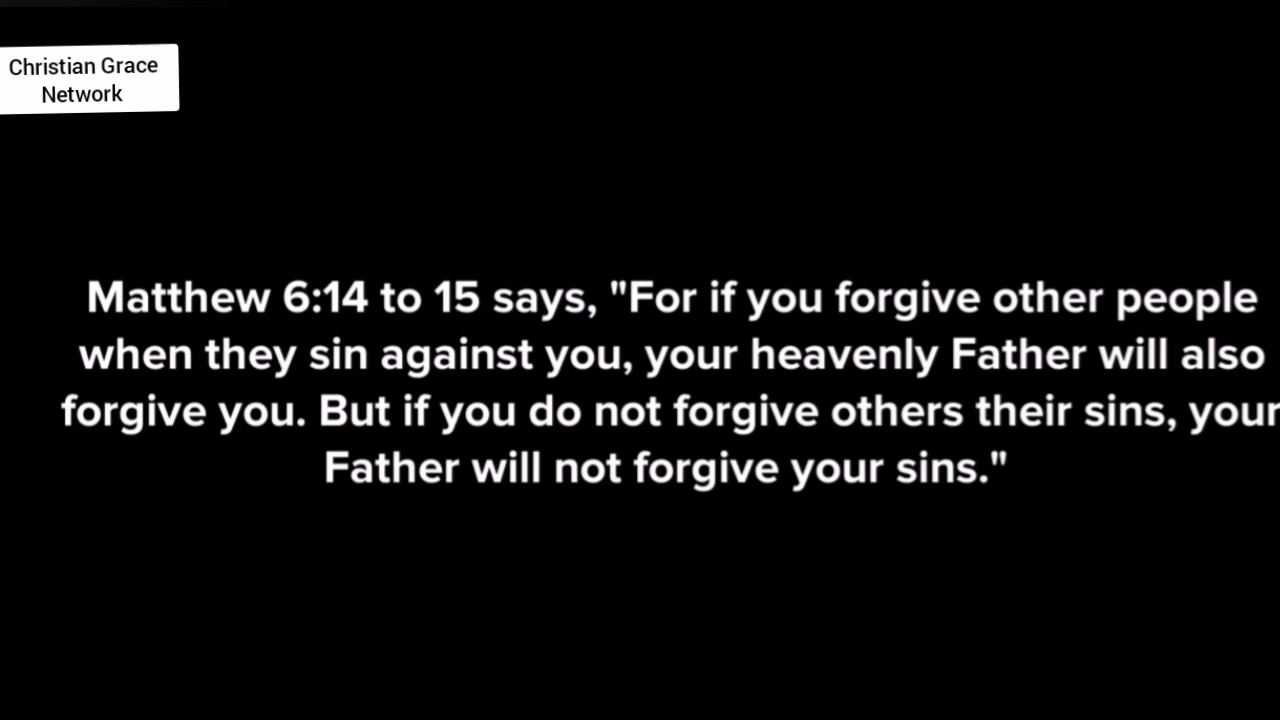 Christian Grace
Network
Matthew 6:14 to 15 says, "For if you forgive other people
when they sin against you, your heavenly Father will also
forgive you. But if you do not forgive others their sins, your
Father will not forgive your sins."